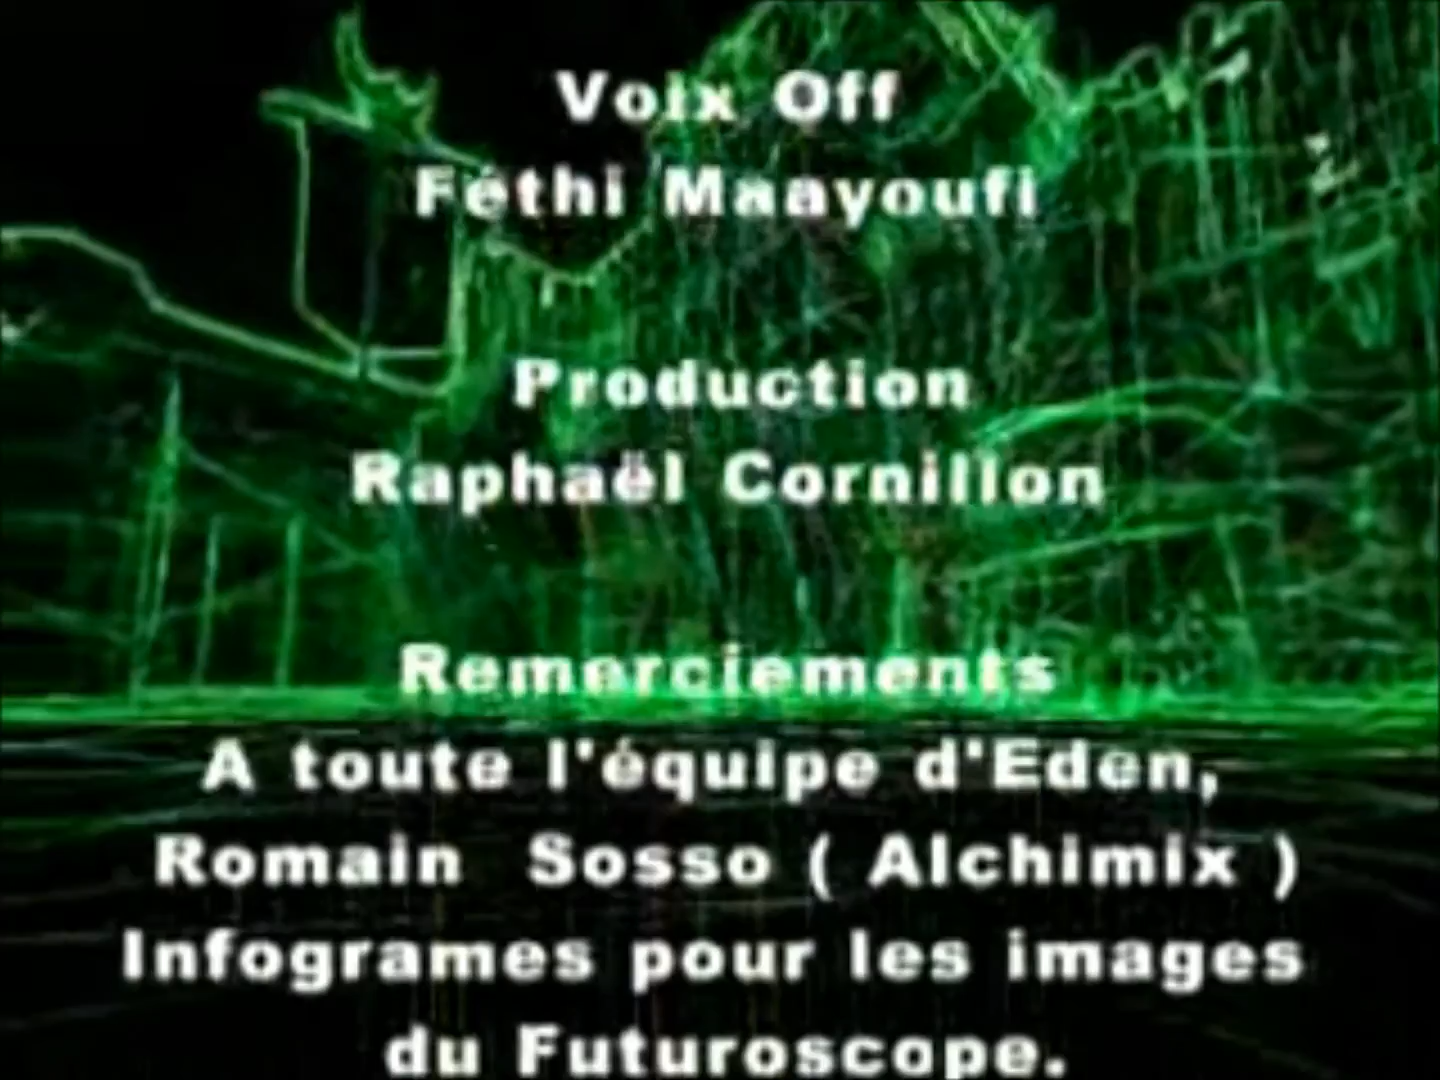 Voix Off
Féthi Maayoufi
Production
Raphaël Cornillon
Remerciements
A toute l'équipe d'Eden,
Romain Sosso ( Alchimix )
Infogrames pour les images
du Futuroscope.